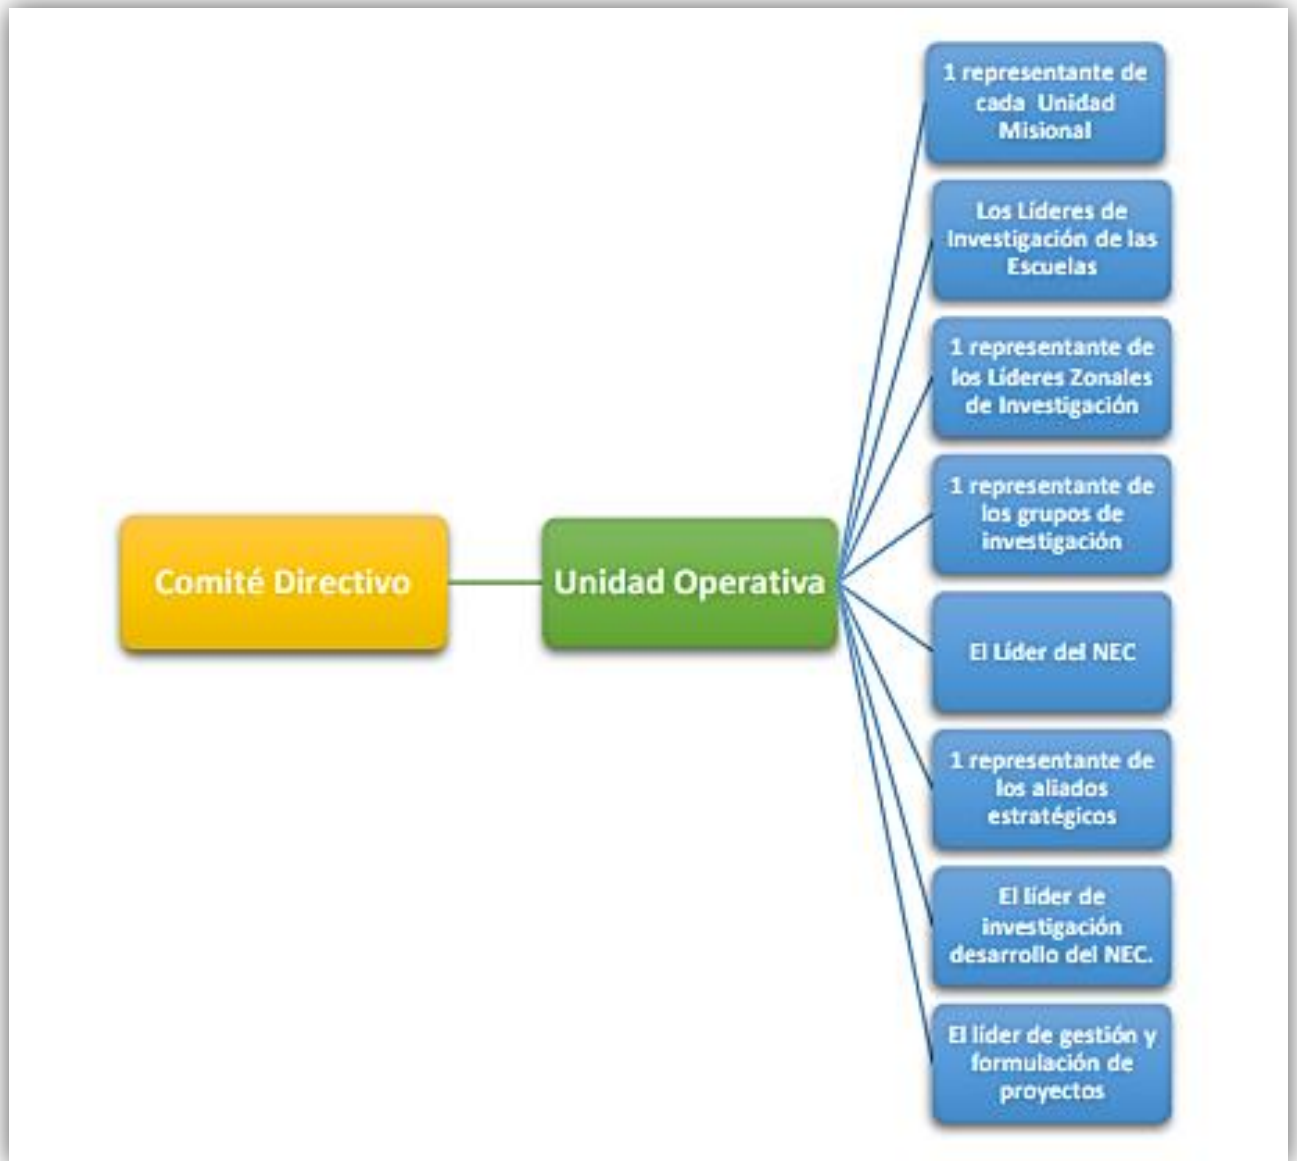 Comité Directivo
Unidad Operativa
1 representante de
cada Unidad
Misional
Los Líderes de
Investigación de las
Escuelas
1 representante de
los Líderes Zonales
de Investigación
1 representante de
los grupos de
investigación
El Líder del NEC
1 representante de
los aliados
estratégicos
El líder de
investigación
desarrollo del NEC.
El líder de gestión y
formulación de
proyectos